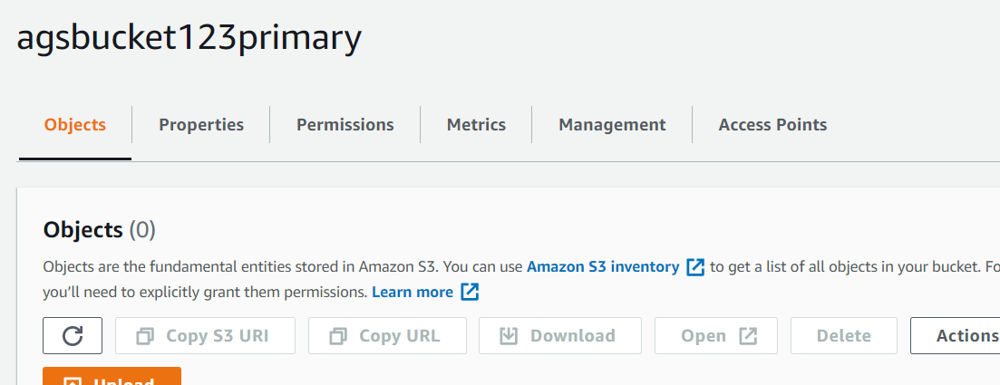 agsbucket123primary
Objects Properties Permissions Metrics Management Access Points
Objects (0)
Objects are the fundamental entities stored in Amazon S3. You can use Amazon S3 inventory to get a list of all objects in your bucket. Fo
you'll need to explicitly grant them permissions. Learn more
Copy S3 URI Copy URL Download Open Delete Actions
Upload